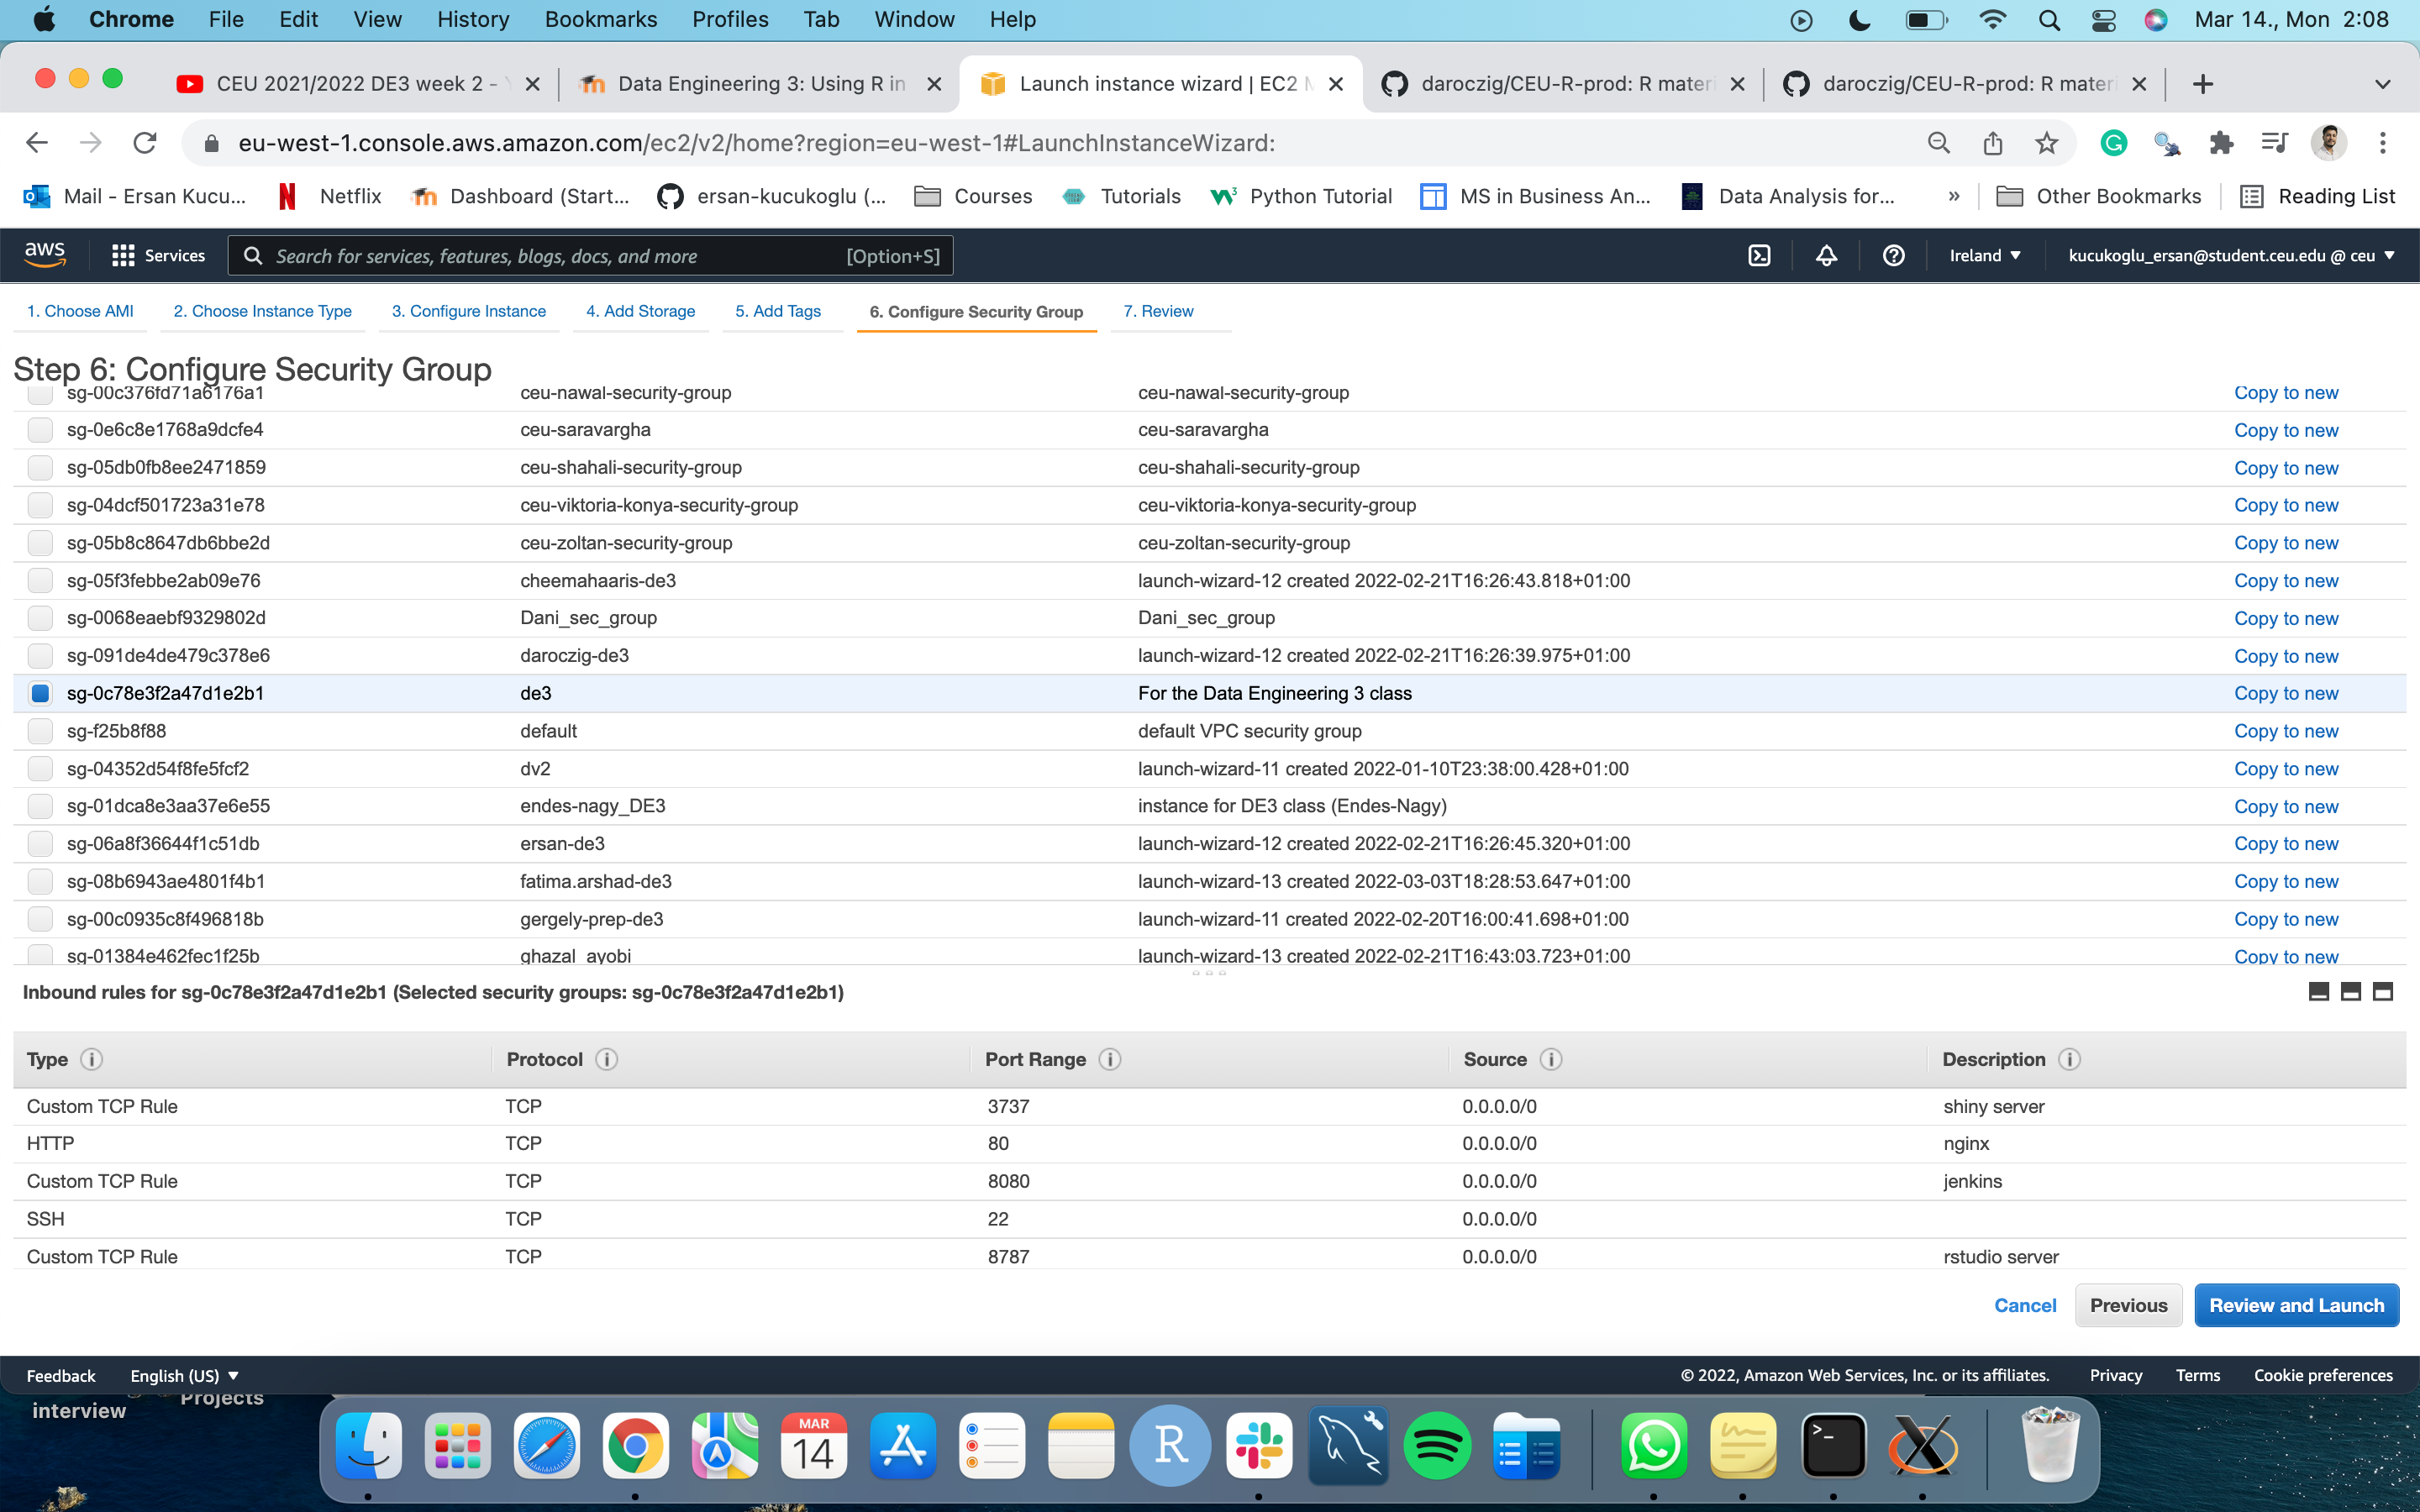 Chrome File Edit View History Bookmarks Profiles Tab Window Help Mar 14., Mon 2:08
CEU 2021/2022 DE3 week 2 - Data Engineering 3: Using R in Launch instance wizard | EC2 daroczig/CEU-R-prod: R mater daroczig/CEU-R-prod: R mater
eu-west-1.console.aws.amazon.com/ec2/v2/home?region=eu-west-1#LaunchInstanceWizard:
Mail - Ersan Kucu... Netflix Dashboard (Start... ersan-kucukoglu (... Courses Tutorials Python Tutorial MS in Business An... Data Analysis for... » Other Bookmarks Reading List
aws Services Search for services, features, blogs, docs, and more [Option+S] Ireland kucukoglu_ersan@student.ceu.edu @ ceu
1. Choose AMI 2. Choose Instance Type 3. Configure Instance 4. Add Storage 5. Add Tags 6. Configure Security Group 7. Review
Step 6: Configure Security Group
sg-00c376fd71a6176a1 ceu-nawal-security-group ceu-nawal-security-group Copy to new
sg-0e6c8e1768a9dcfe4 ceu-saravargha ceu-saravargha Copy to new
sg-05db0fb8ee2471859 ceu-shahali-security-group ceu-shahali-security-group Copy to new
sg-04dcf501723a31e78 ceu-viktoria-konya-security-group ceu-viktoria-konya-security-group Copy to new
sg-05b8c8647db6bbe2d ceu-zoltan-security-group ceu-zoltan-security-group Copy to new
sg-05f3febbe2ab09e76 cheemahaaris-de3 launch-wizard-12 created 2022-02-21T16:26:43.818+01:00 Copy to new
sg-0068eaebf9329802d Dani_sec_group Dani_sec_group Copy to new
sg-091de4de479c378e6 daroczig-de3 launch-wizard-12 created 2022-02-21T16:26:39.975+01:00 Copy to new
sg-0c78e3f2a47d1e2b1 de3 For the Data Engineering 3 class Copy to new
sg-f25b8f88 default default VPC security group Copy to new
sg-04352d54f8fe5fcf2 dv2 launch-wizard-11 created 2022-01-10T23:38:00.428+01:00 Copy to new
sg-01dca8e3aa37e6e55 endes-nagy_DE3 instance for DE3 class (Endes-Nagy) Copy to new
sg-06a8f36644f1c51db ersan-de3 launch-wizard-12 created 2022-02-21T16:26:45.320+01:00 Copy to new
sg-08b6943ae4801f4b1 fatima.arshad-de3 launch-wizard-13 created 2022-03-03T18:28:53.647+01:00 Copy to new
sg-00c0935c8f496818b gergely-prep-de3 launch-wizard-11 created 2022-02-20T16:00:41.698+01:00 Copy to new
sg-01384e462fec1f25b ghazal_ayobi launch-wizard-13 created 2022-02-21T16:43:03.723+01:00 Copy to new
Inbound rules for sg-0c78e3f2a47d1e2b1 (Selected security groups: sg-0c78e3f2a47d1e2b1)
Type Protocol Port Range Source Description
Custom TCP Rule TCP 3737 0.0.0.0/0 shiny server
HTTP TCP 80 0.0.0.0/0 nginx
Custom TCP Rule TCP 8080 0.0.0.0/0 jenkins
SSH TCP 22 0.0.0.0/0
Custom TCP Rule TCP 8787 0.0.0.0/0 rstudio server
Cancel Previous Review and Launch
Feedback English (US) © 2022, Amazon Web Services, Inc. or its affiliates. Privacy Terms Cookie preferences
interview Projects
MAR
14